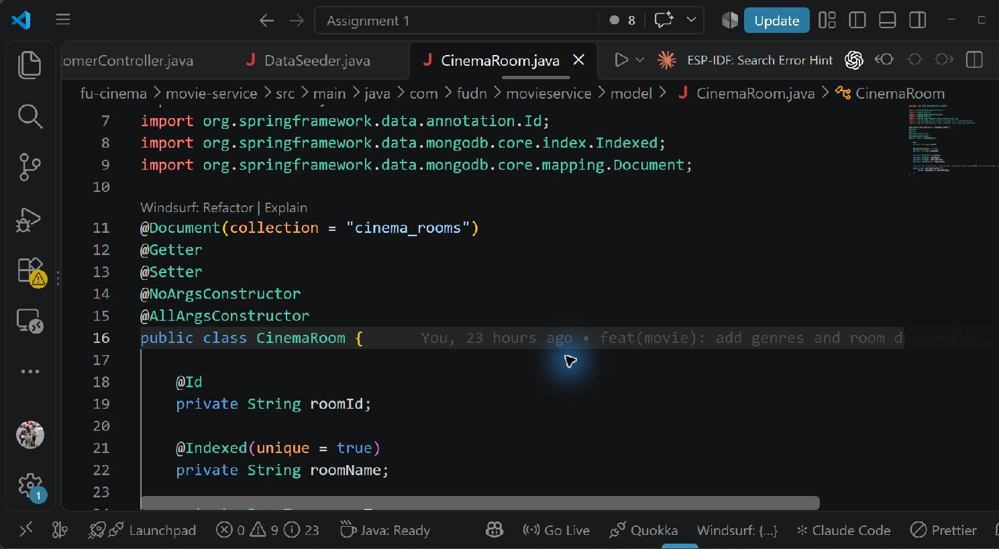 Assignment 1
8
Update
omerController.java
DataSeeder.java
CinemaRoom.java
ESP-IDF: Search Error Hint
fu-cinema > movie-service > src > main > java > com > fudn > movieservice > model > CinemaRoom.java > CinemaRoom
7 import org.springframework.data.annotation.Id;
8 import org.springframework.data.mongodb.core.index.Indexed;
9 import org.springframework.data.mongodb.core.mapping.Document;
10
Windsurf: Refactor | Explain
11 @Document(collection = "cinema_rooms")
12 @Getter
13 @Setter
14 @NoArgsConstructor
15 @AllArgsConstructor
16 public class CinemaRoom { You, 23 hours ago • feat(movie): add genres and room documents
17
18 @Id
19 private String roomId;
20
21 @Indexed(unique = true)
22 private String roomName;
23
1
Launchpad
0 9 23
Java: Ready
Go Live
Quokka
Windsurf: {...}
Claude Code
Prettier